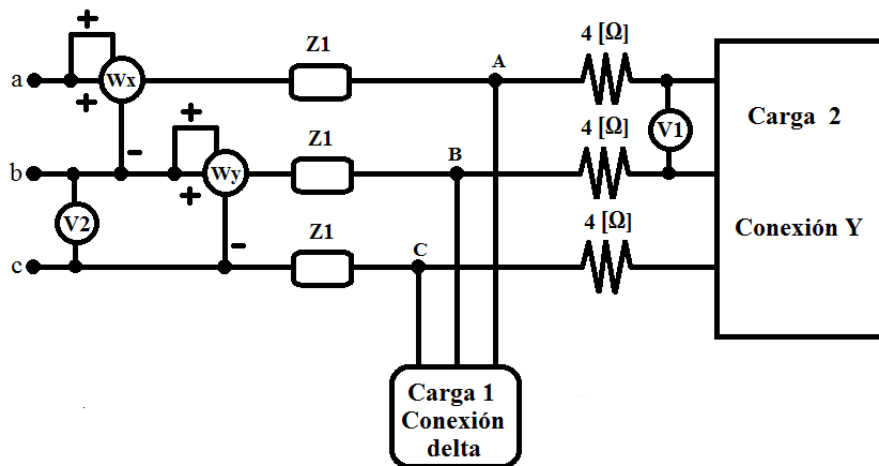 +
Z1
A
4 [Ω]
a
Wx
+
+
-
V1
Carga 2
4 [Ω]
b
Wy
+
-
Z1
B
V2
4 [Ω]
Conexión Y
Z1
C
c
Carga 1
Conexión
delta